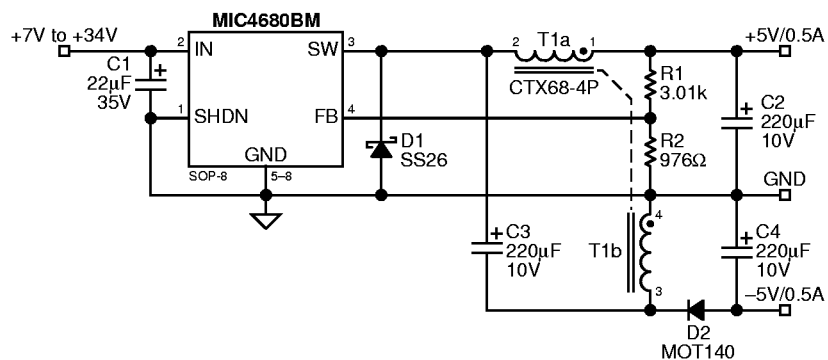 MIC4680BM
+7V to +34V
2
IN
SW
3
2
T1a
1
+5V/0.5A
C1
22µF
35V
+
CTX68-4P
R1
3.01k
1
SHDN
FB
4
+
C2
220µF
10V
D1
SS26
R2
976Ω
GND
SOP-8
5–8
GND
4
+
C3
220µF
10V
T1b
+
C4
220µF
10V
3
–5V/0.5A
D2
MOT140